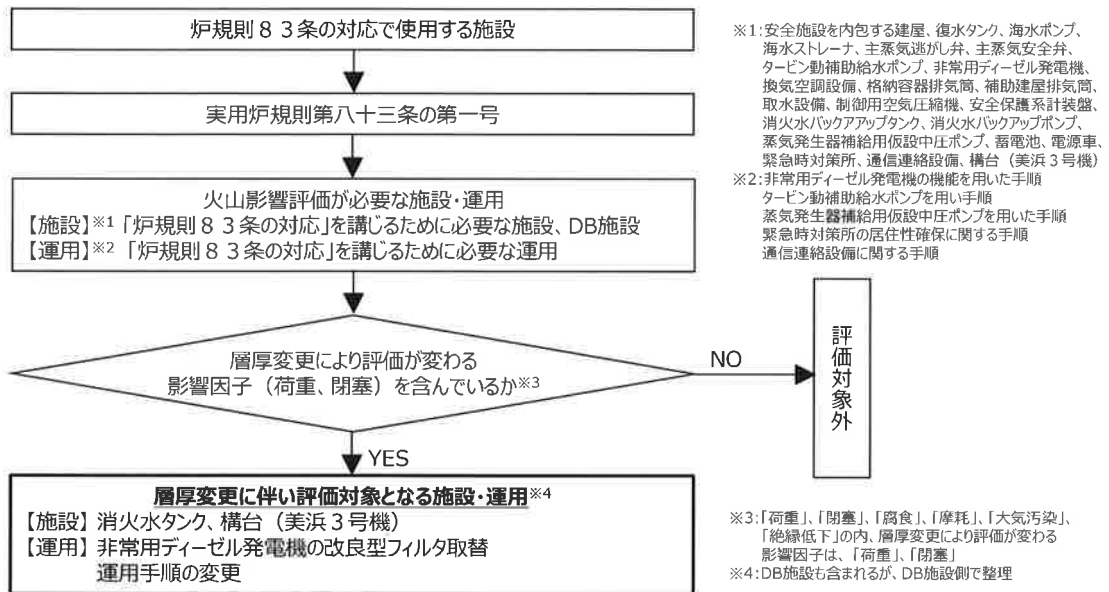 炉規則83条の対応で使用する施設
実用炉規則第八十三条の第一号
火山影響評価が必要な施設・運用
【施設】※1「炉規則83条の対応」を講じるために必要な施設、DB施設
【運用】※2「炉規則83条の対応」を講じるために必要な運用
層厚変更により評価が変わる
影響因子(荷重、閉塞)を含んでいるか※3
NO
評価対象外
YES
層厚変更に伴い評価対象となる施設・運用※4
【施設】消火水タンク、構台(美浜3号機)
【運用】非常用ディーゼル発電機の改良型フィルタ取替
運用手順の変更
※1:安全施設を内包する建屋、復水タンク、海水ポンプ、
海水ストレーナ、主蒸気逃がし弁、主蒸気安全弁、
タービン動補助給水ポンプ、非常用ディーゼル発電機、
換気空調設備、格納容器排気筒、補助建屋排気筒、
取水設備、制御用空気圧縮機、安全保護系計装盤、
消火水バックアアップタンク、消火水バックアップポンプ、
蒸気発生器補給用仮設中圧ポンプ、蓄電池、電源車、
緊急時対策所、通信連絡設備、構台(美浜3号機)
※2:非常用ディーゼル発電機の機能を用いた手順
タービン動補助給水ポンプを用い手順
蒸気発生器補給用仮設中圧ポンプを用いた手順
緊急時対策所の居住性確保に関する手順
通信連絡設備に関する手順
※3:「荷重」、「閉塞」、「腐食」、「摩耗」、「大気汚染」、
「絶縁低下」の内、層厚変更により評価が変わる
影響因子は、「荷重」、「閉塞」
※4:DB施設も含まれるが、DB施設側で整理